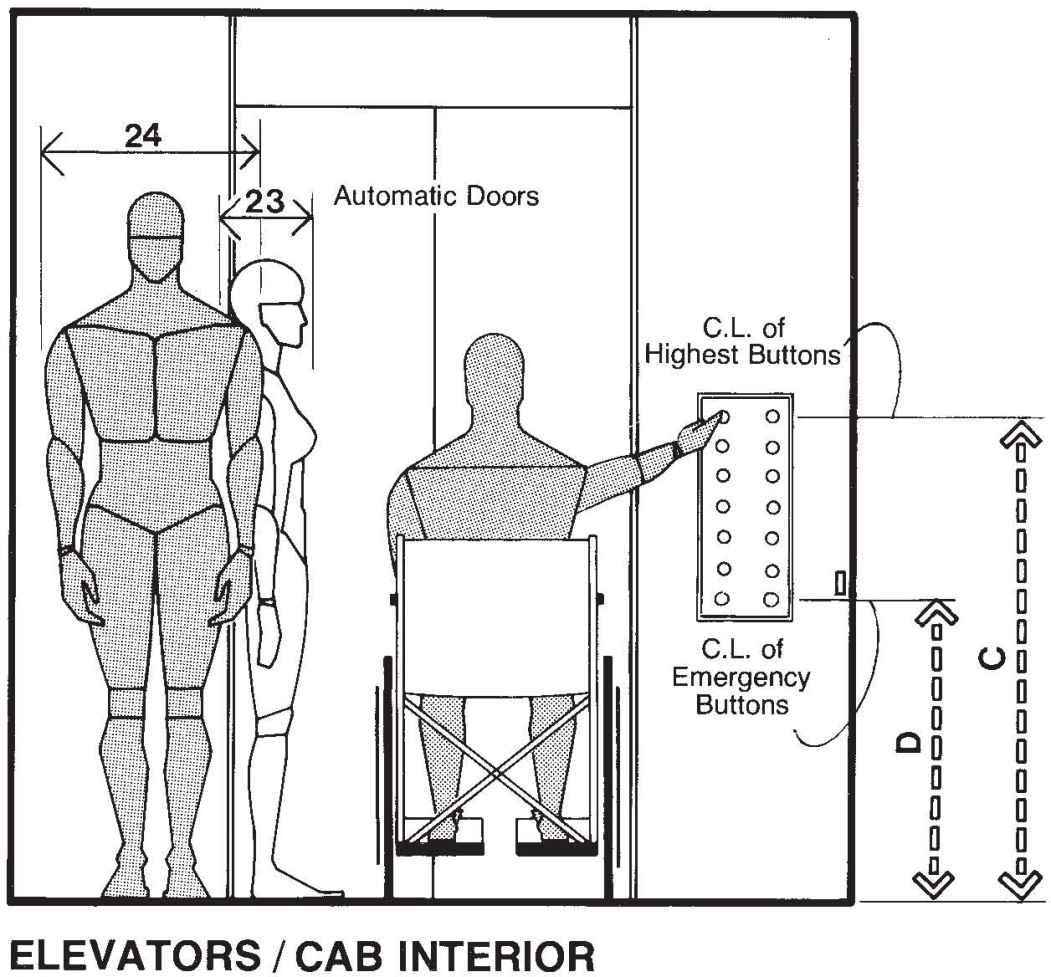 24
23
Automatic Doors
C.L. of
Highest Buttons
C.L. of
Emergency
Buttons
D
C
ELEVATORS / CAB INTERIOR